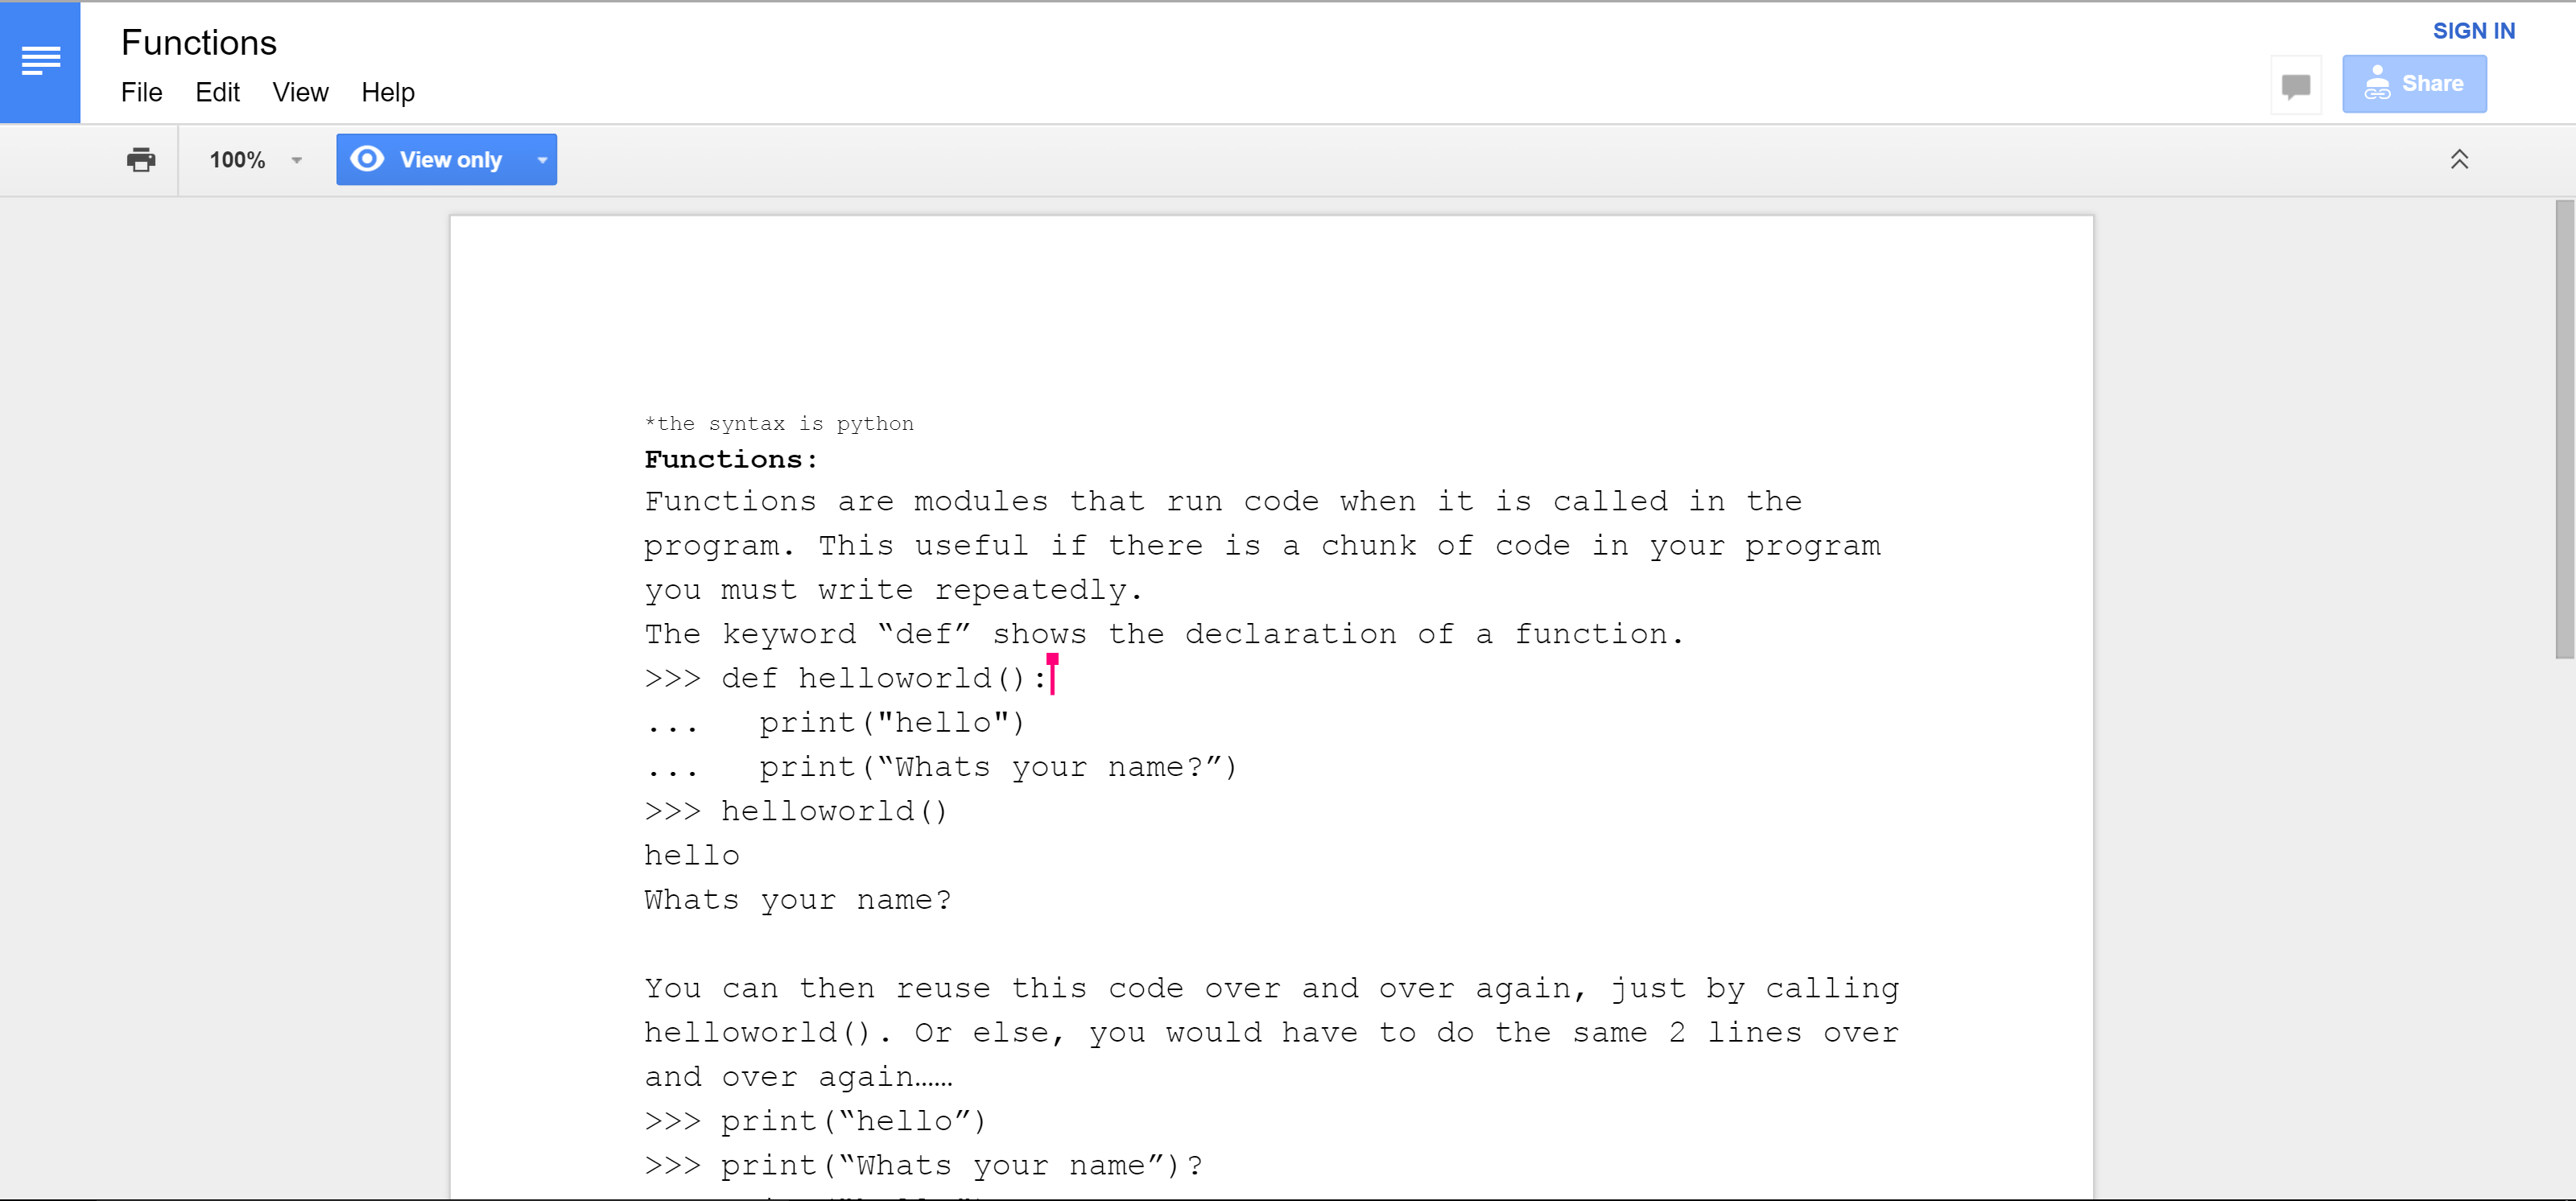 Functions
SIGN IN
File Edit View Help
Share
100% View only
*the syntax is python
Functions:
Functions are modules that run code when it is called in the
program. This useful if there is a chunk of code in your program
you must write repeatedly.
The keyword “def” shows the declaration of a function.
>>> def helloworld():
...   print("hello")
...   print(“Whats your name?”)
>>> helloworld()
hello
Whats your name?
You can then reuse this code over and over again, just by calling
helloworld(). Or else, you would have to do the same 2 lines over
and over again……
>>> print(“hello”)
>>> print(“Whats your name”)?